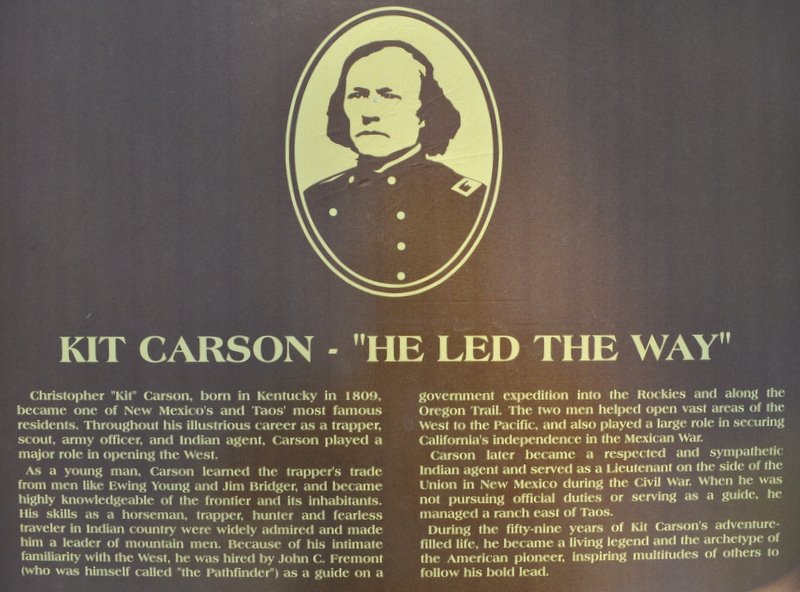 KIT CARSON - "HE LED THE WAY"
Christopher "Kit" Carson, born in Kentucky in 1809,
became one of New Mexico's and Taos' most famous
residents. Throughout his illustrious career as a trapper,
scout, army officer, and Indian agent, Carson played a
major role in opening the West.
As a young man, Carson learned the trapper's trade
from men like Ewing Young and Jim Bridger, and became
highly knowledgeable of the frontier and its inhabitants.
His skills as a horseman, trapper, hunter and fearless
traveler in Indian country were widely admired and made
him a leader of mountain men. Because of his intimate
familiarity with the West, he was hired by John C. Fremont
(who was himself called "the Pathfinder") as a guide on a
government expedition into the Rockies and along the
Oregon Trail. The two men helped open vast areas of the
West to the Pacific, and also played a large role in securing
California's independence in the Mexican War.
Carson later became a respected and sympathetic
Indian agent and served as a Lieutenant on the side of the
Union in New Mexico during the Civil War. When he was
not pursuing official duties or serving as a guide, he
managed a ranch east of Taos.
During the fifty-nine years of Kit Carson's adventure-
filled life, he became a living legend and the archetype of
the American pioneer, inspiring multitudes of others to
follow his bold lead.